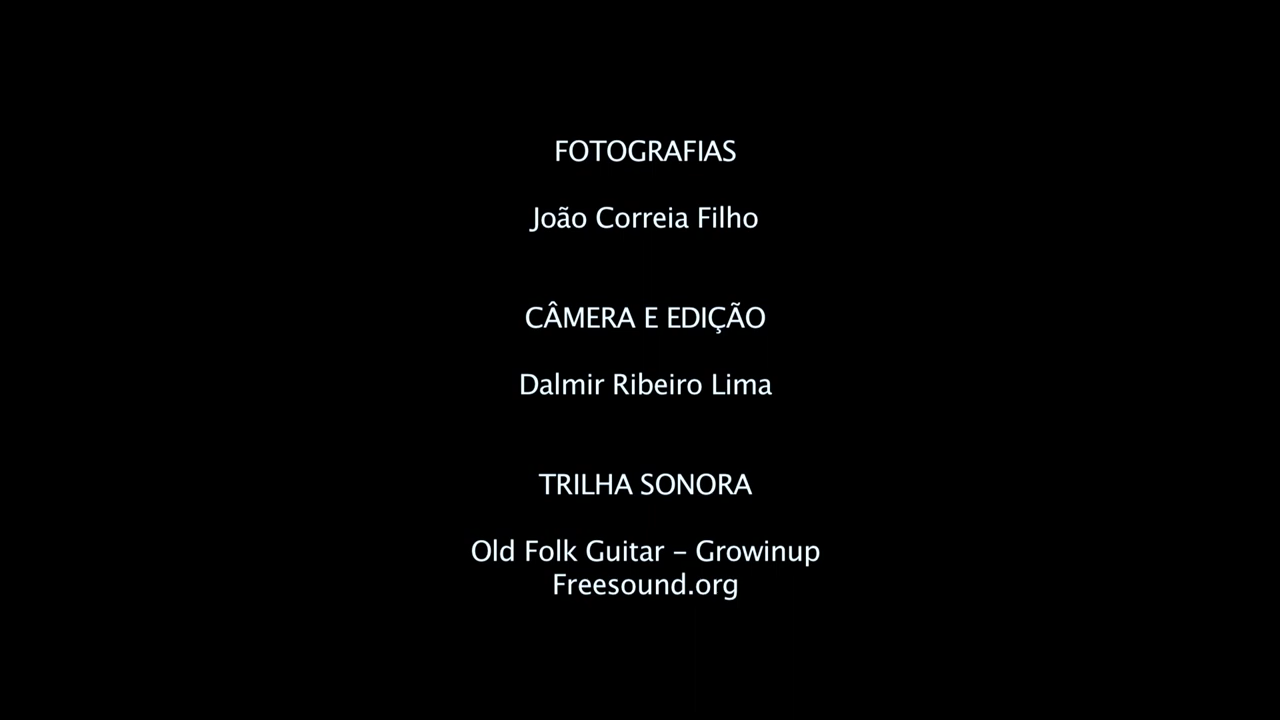 FOTOGRAFIAS
João Correia Filho
CÂMERA E EDIÇÃO
Dalmir Ribeiro Lima
TRILHA SONORA
Old Folk Guitar – Growinup
Freesound.org